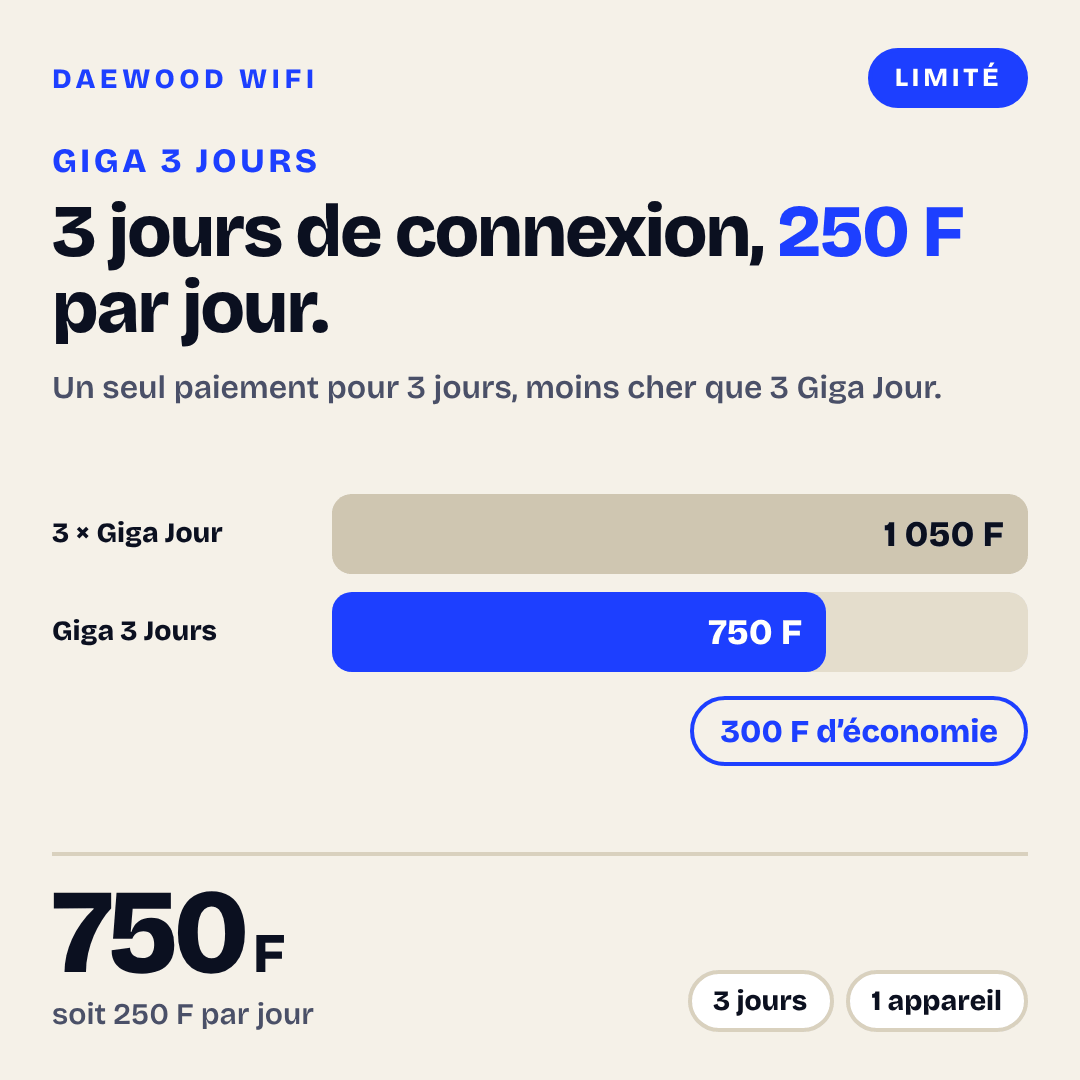 DAEWOOD WIFI
LIMITÉ
GIGA 3 JOURS
3 jours de connexion, 250 F
par jour.
Un seul paiement pour 3 jours, moins cher que 3 Giga Jour.
3 × Giga Jour
1 050 F
Giga 3 Jours
750 F
300 F d’économie
750 F
soit 250 F par jour
3 jours
1 appareil